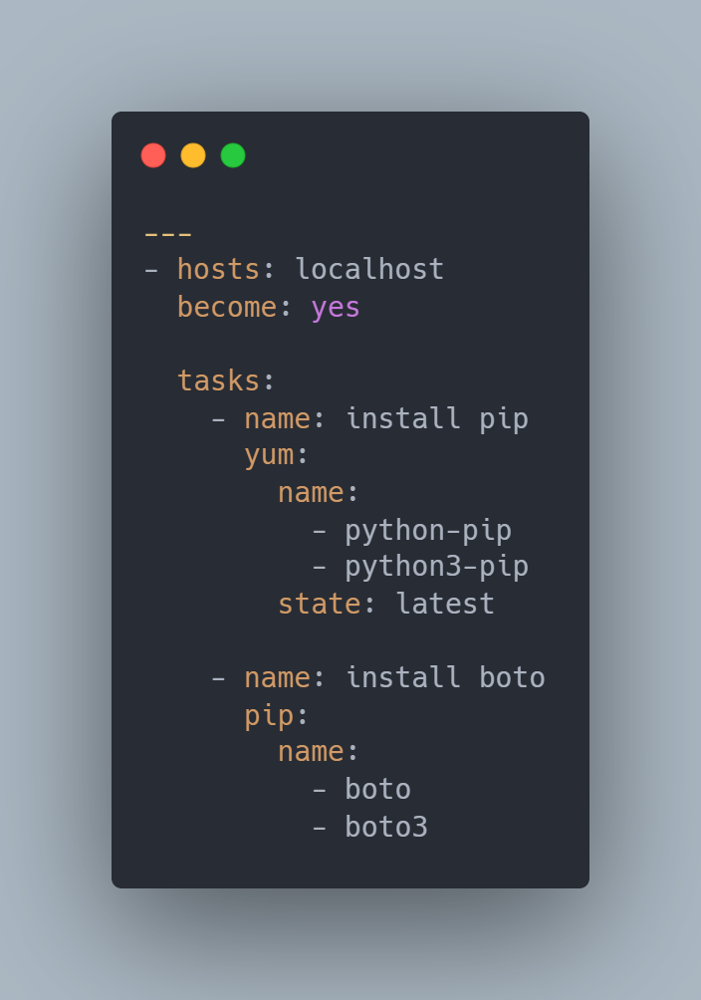 ---
- hosts: localhost
  become: yes

  tasks:
    - name: install pip
      yum:
        name:
          - python-pip
          - python3-pip
        state: latest

    - name: install boto
      pip:
        name:
          - boto
          - boto3